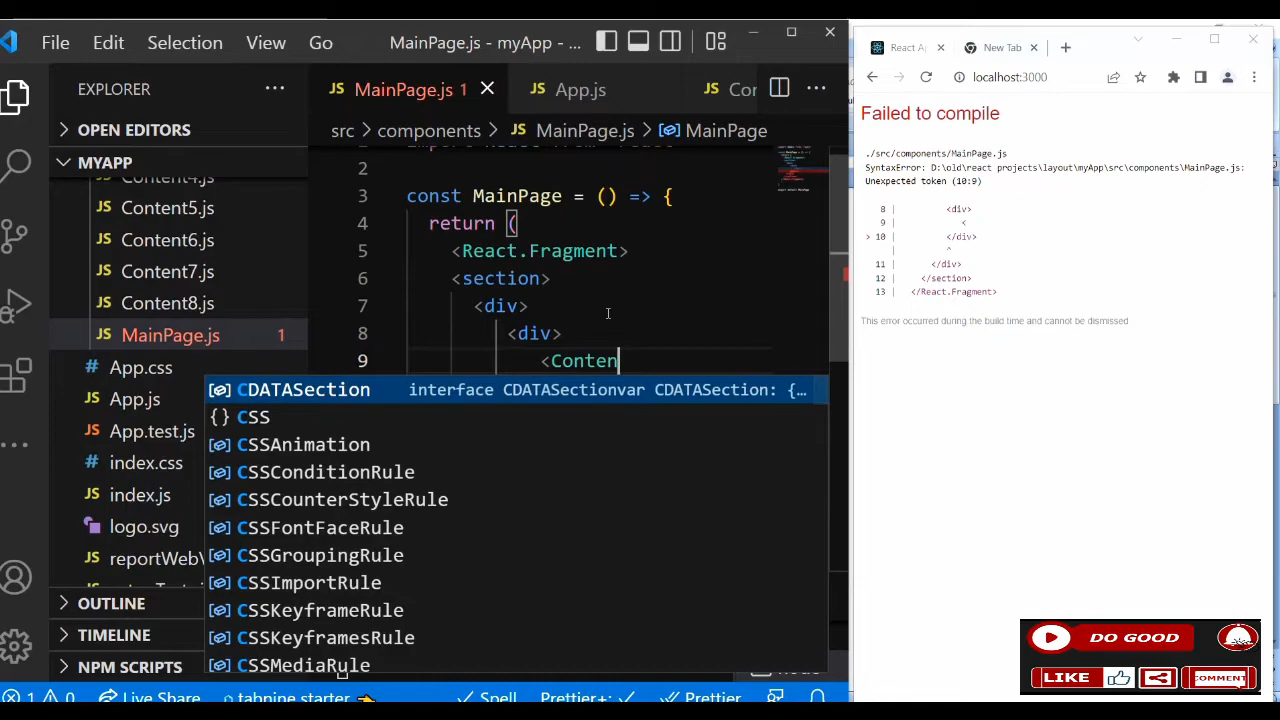 File Edit Selection View Go MainPage.js - myApp - ...
EXPLORER
OPEN EDITORS
MYAPP
Content4.js
Content5.js
Content6.js
Content7.js
Content8.js
MainPage.js 1
App.css
App.js
App.test.js
index.css
index.js
logo.svg
reportWebV
OUTLINE
TIMELINE
NPM SCRIPTS
MainPage.js 1 App.js Cor
src > components > JS MainPage.js > MainPage
2
3 const MainPage = () => {
4 return (
5 <React.Fragment>
6 <section>
7 <div>
8 <div>
9 <Conten
CDATASection interface CDATASectionvar CDATASection: {...
CSS
CSSAnimation
CSSConditionRule
CSSCounterStyleRule
CSSFontFaceRule
CSSGroupingRule
CSSImportRule
CSSKeyframeRule
CSSKeyframesRule
CSSMediaRule
1 0 Live Share tabnine starter Spell Prettier+ Prettier
React Ap New Tab
localhost:3000
Failed to compile
./src/components/MainPage.js
SyntaxError: D:\old\react projects\layout\myApp\src\components\MainPage.js:
Unexpected token (10:9)
8 | <div>
9 | <
> 10 | </div>
| ^
11 | </div>
12 | </section>
13 | </React.Fragment>
This error occurred during the build time and cannot be dismissed
DO GOOD
LIKE COMMENT